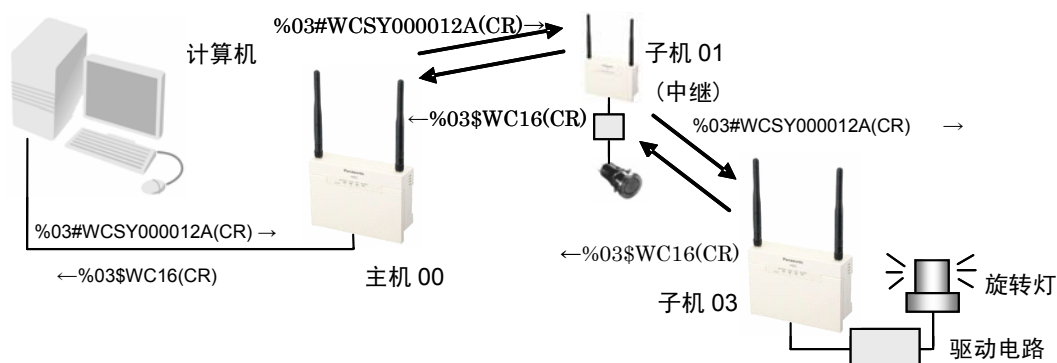 %03#WCSY000012A(CR)→
计算机
子机 01
(中继)
←%03$WC16(CR)
%03#WCSY000012A(CR) →
Panasonic
%03#WCSY000012A(CR) →
←%03$WC16(CR)
主机 00
←%03$WC16(CR)
Panasonic
子机 03
旋转灯
驱动电路